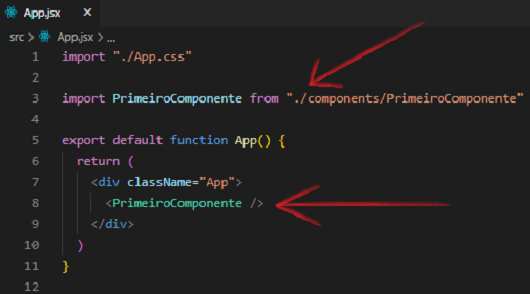 App.jsx X
src > App.jsx > ...
1 import "./App.css"
2
3 import PrimeiroComponente from "./components/PrimeiroComponente"
4
5 export default function App() {
6 return (
7 <div className="App">
8 <PrimeiroComponente />
9 </div>
10 )
11 }
12